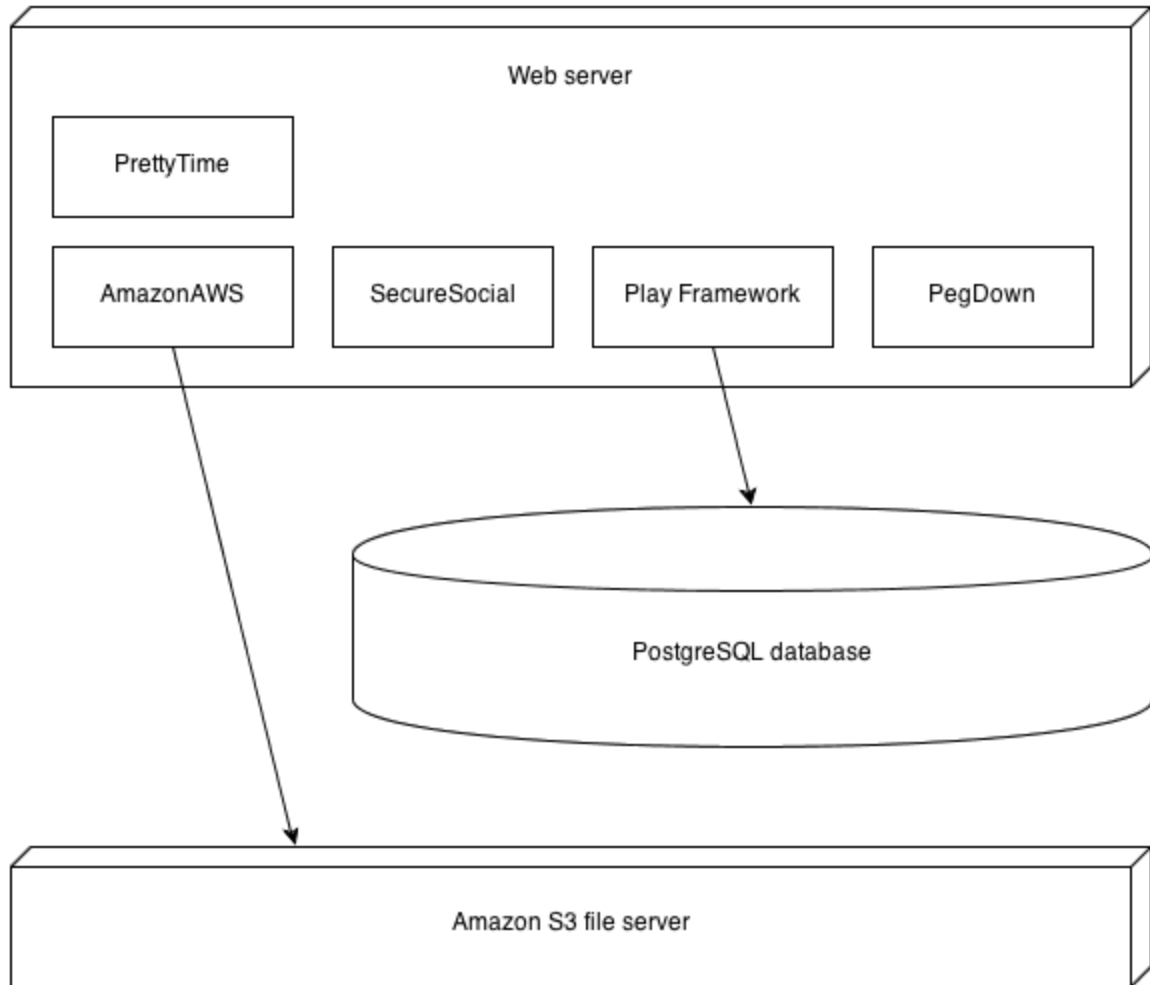 Web server
PrettyTime
AmazonAWS
SecureSocial
Play Framework
PegDown
PostgreSQL database
Amazon S3 file server